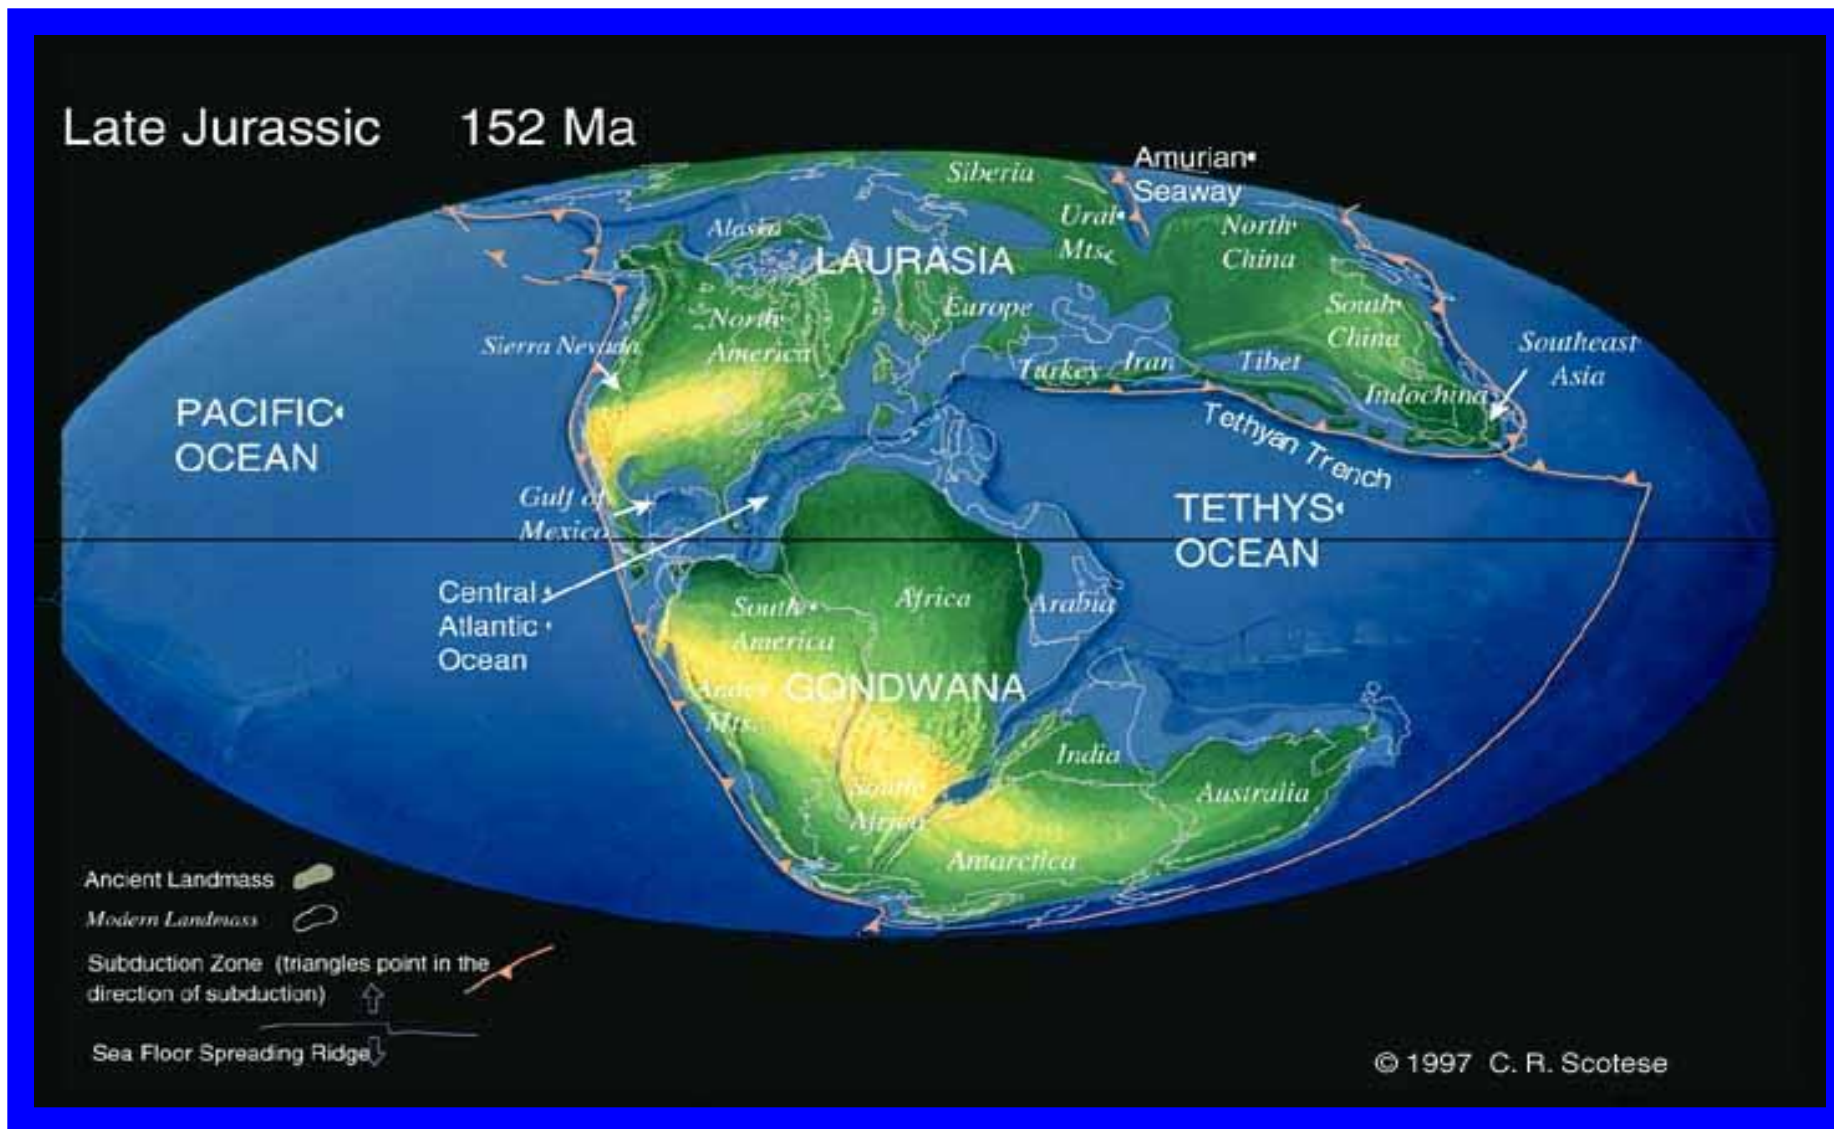 Late Jurassic 152 Ma
Amurian
Seaway
Siberia
Ural
Mts.
North
China
Alaska
LAURASIA
Europe
South
China
North
America
Sierra Nevada
Turkey
Iran
Tibet
Southeast
Asia
Indochina
PACIFIC
OCEAN
Tethyan Trench
Gulf of
Mexico
TETHYS
OCEAN
Central
Atlantic
Ocean
South
America
Africa
Arabia
GONDWANA
Andes
Mts.
India
South
Africa
Australia
Antarctica
Ancient Landmass
Modern Landmass
Subduction Zone (triangles point in the
direction of subduction)
Sea Floor Spreading Ridge
© 1997 C. R. Scotese